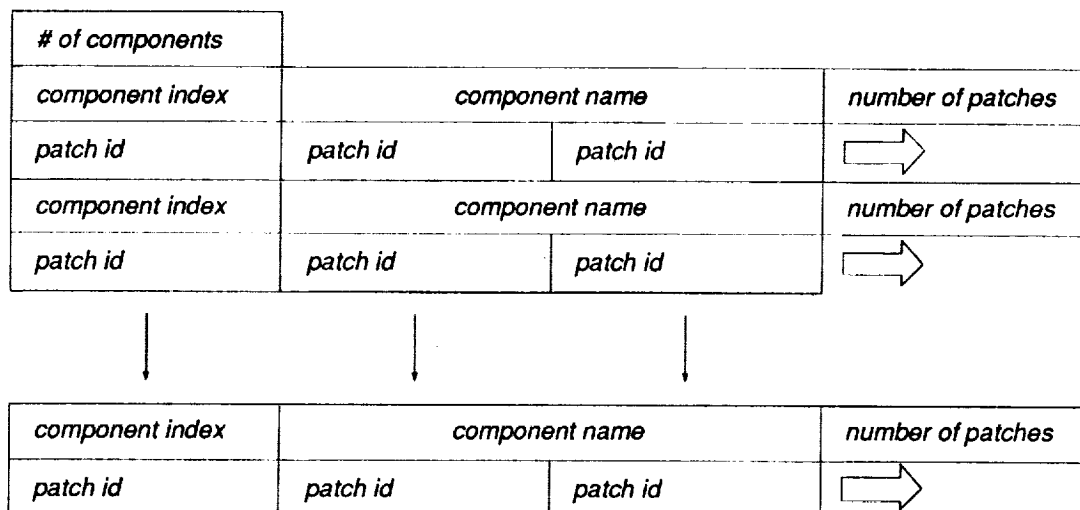 # of components
component index component name number of patches
patch id patch id patch id
component index component name number of patches
patch id patch id patch id
component index component name number of patches
patch id patch id patch id